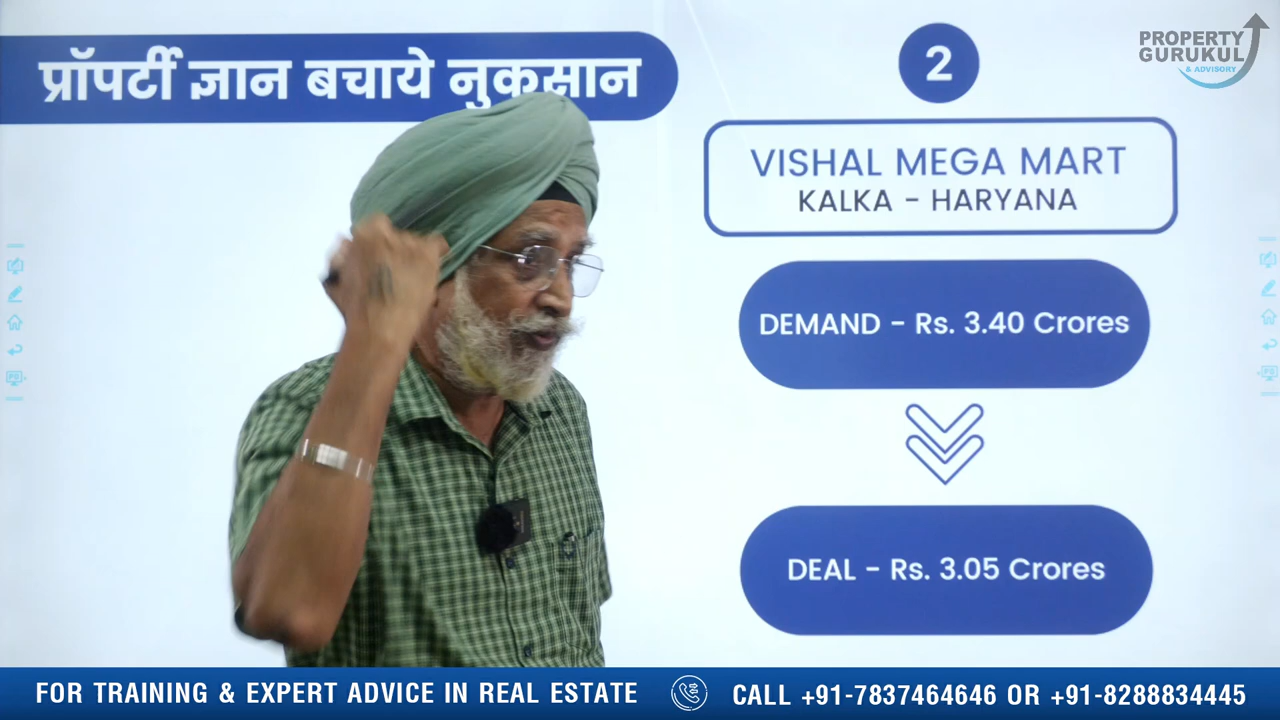 प्रॉपर्टी ज्ञान बचाये नुकसान
2
PROPERTY
GURUKUL
& ADVISORY
VISHAL MEGA MART
KALKA - HARYANA
DEMAND - Rs. 3.40 Crores
DEAL - Rs. 3.05 Crores
FOR TRAINING & EXPERT ADVICE IN REAL ESTATE
CALL +91-7837464646 OR +91-8288834445